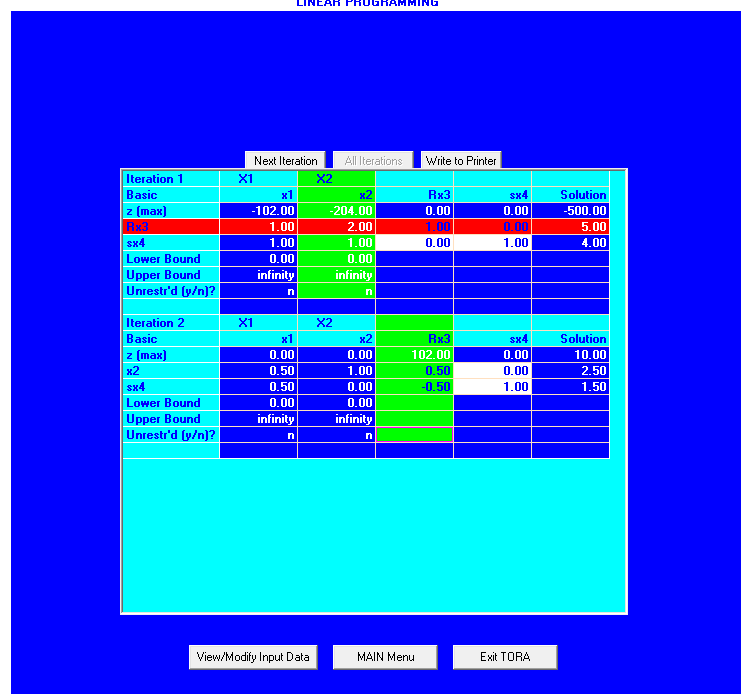 LINEAR PROGRAMMING
Next Iteration All Iterations Write to Printer
Iteration 1 X1 X2
Basic x1 x2 Rx3 sx4 Solution
z (max) -102.00 -204.00 0.00 0.00 -500.00
Rx3 1.00 2.00 1.00 0.00 5.00
sx4 1.00 1.00 0.00 1.00 4.00
Lower Bound 0.00 0.00
Upper Bound infinity infinity
Unrestr'd (y/n)? n n
Iteration 2 X1 X2
Basic x1 x2 Rx3 sx4 Solution
z (max) 0.00 0.00 102.00 0.00 10.00
x2 0.50 1.00 0.50 0.00 2.50
sx4 0.50 0.00 -0.50 1.00 1.50
Lower Bound 0.00 0.00
Upper Bound infinity infinity
Unrestr'd (y/n)? n n
View/Modify Input Data MAIN Menu Exit TORA